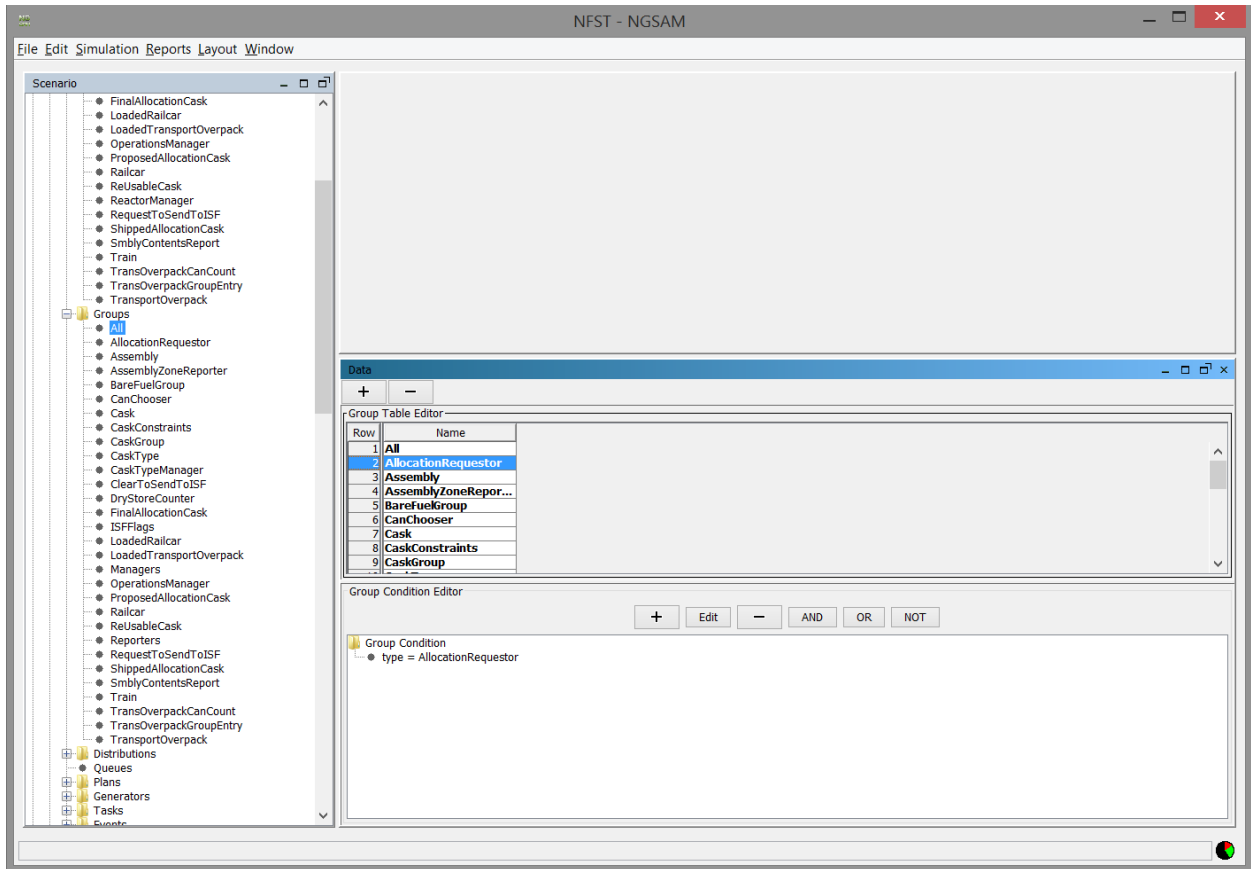 NFST - NGSAM
File Edit Simulation Reports Layout Window
Scenario
FinalAllocationCask
LoadedRailcar
LoadedTransportOverpack
OperationsManager
ProposedAllocationCask
Railcar
ReUsableCask
ReactorManager
RequestToSendToISF
ShippedAllocationCask
SmblyContentsReport
Train
TransOverpackCanCount
TransOverpackGroupEntry
TransportOverpack
Groups
All
AllocationRequestor
Assembly
AssemblyZoneReporter
BareFuelGroup
CanChooser
Cask
CaskConstraints
CaskGroup
CaskType
CaskTypeManager
ClearToSendToISF
DryStoreCounter
FinalAllocationCask
ISFFlags
LoadedRailcar
LoadedTransportOverpack
Managers
OperationsManager
ProposedAllocationCask
Railcar
ReUsableCask
Reporters
RequestToSendToISF
ShippedAllocationCask
SmblyContentsReport
Train
TransOverpackCanCount
TransOverpackGroupEntry
TransportOverpack
Distributions
Queues
Plans
Generators
Tasks
Events
Data
+ −
Group Table Editor
Row Name
1 All
2 AllocationRequestor
3 Assembly
4 AssemblyZoneRepor...
5 BareFuelGroup
6 CanChooser
7 Cask
8 CaskConstraints
9 CaskGroup
Group Condition Editor
+ Edit − AND OR NOT
Group Condition
type = AllocationRequestor